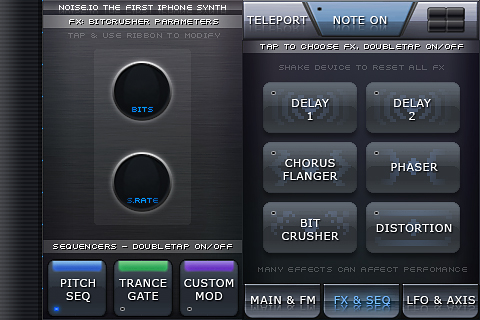 NOISE.IO THE FIRST IPHONE SYNTH
FX: BITCRUSHER PARAMETERS
TAP & USE RIBBON TO MODIFY
BITS
S.RATE
SEQUENCERS - DOUBLETAP ON/OFF
PITCH
SEQ
TRANCE
GATE
CUSTOM
MOD
TELEPORT
NOTE ON
TAP TO CHOOSE FX. DOUBLETAP ON/OFF
SHAKE DEVICE TO RESET ALL FX
DELAY
1
DELAY
2
CHORUS
FLANGER
PHASER
BIT
CRUSHER
DISTORTION
MANY EFFECTS CAN AFFECT PERFOMANCE
MAIN & FM
FX & SEQ
LFO & AXIS